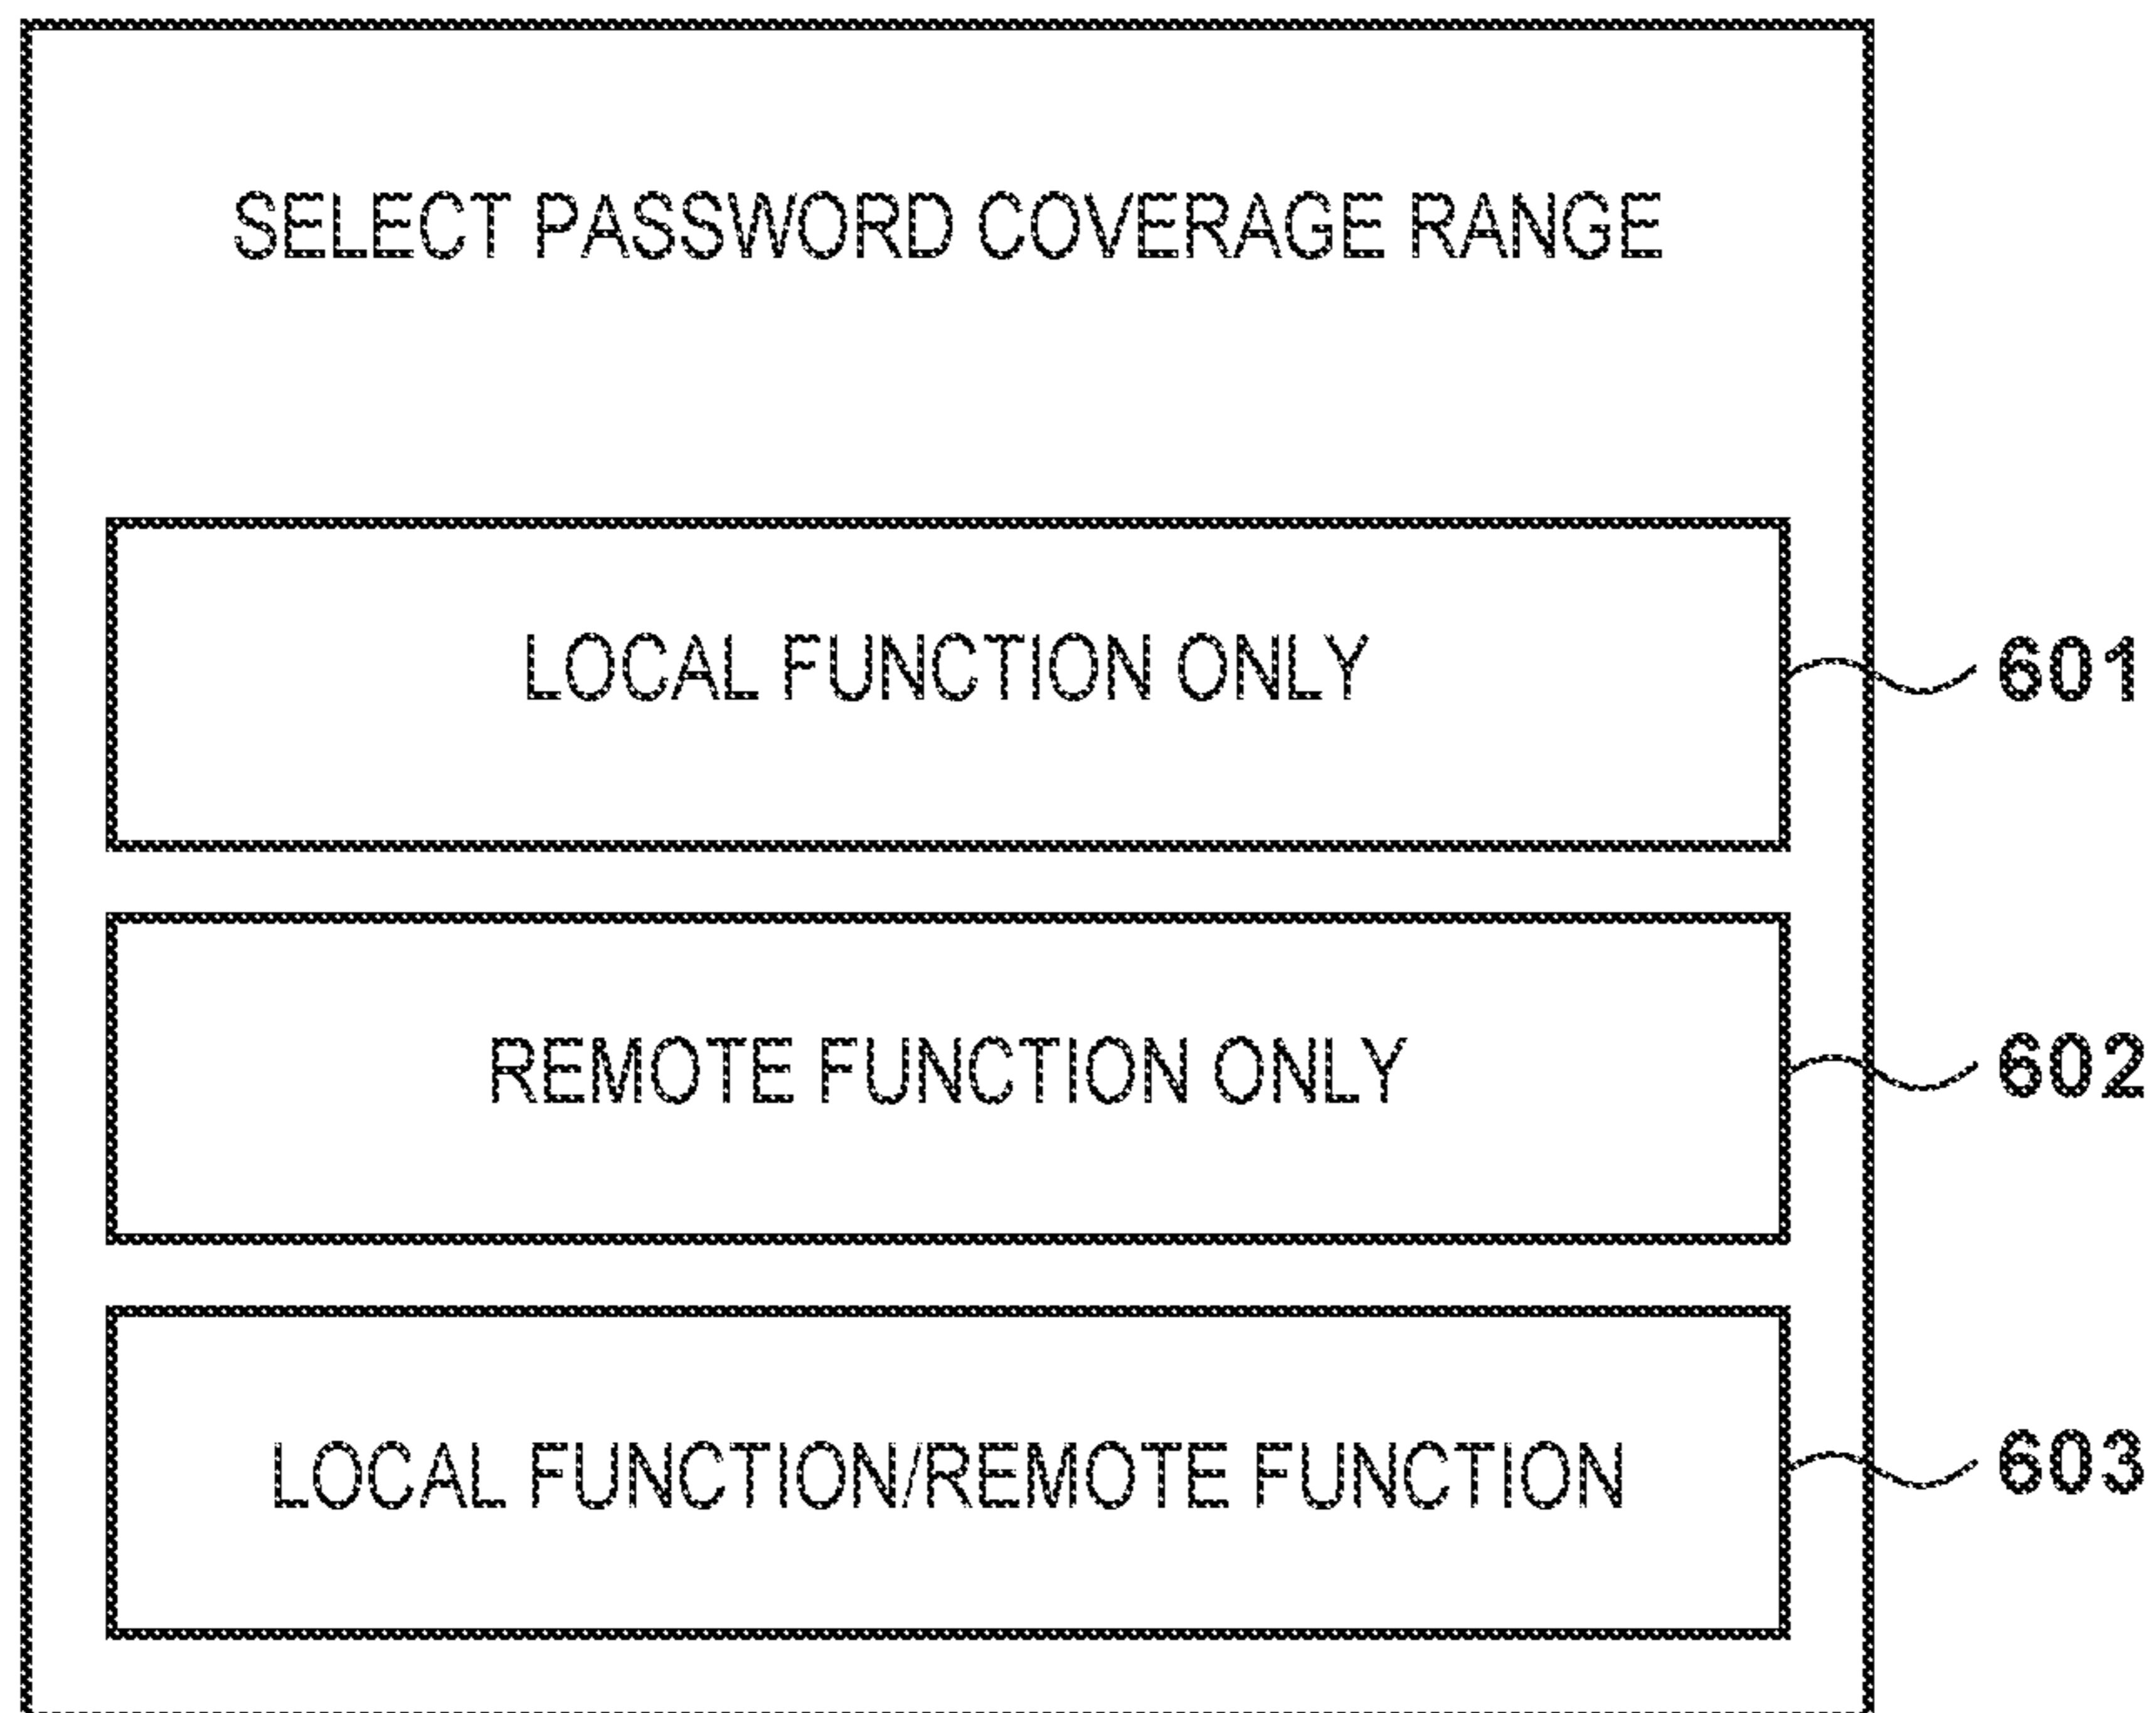 SELECT PASSWORD COVERAGE RANGE
LOCAL FUNCTION ONLY
601
REMOTE FUNCTION ONLY
602
LOCAL FUNCTION/REMOTE FUNCTION
603